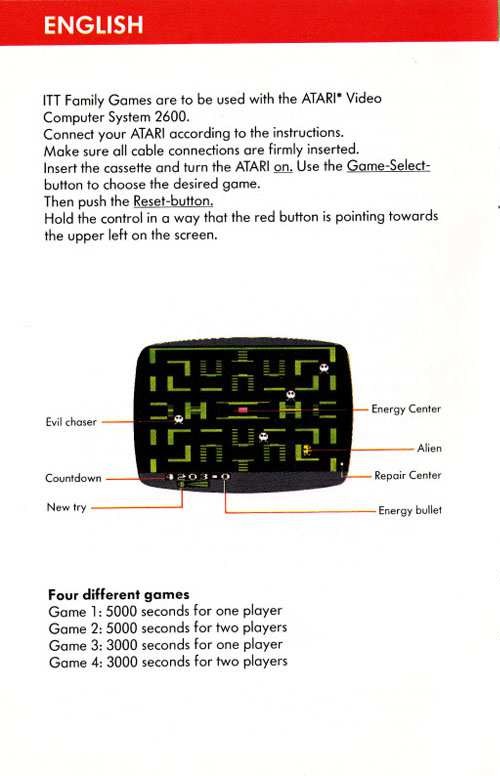 ENGLISH
ITT Family Games are to be used with the ATARI* Video
Computer System 2600.
Connect your ATARI according to the instructions.
Make sure all cable connections are firmly inserted.
Insert the cassette and turn the ATARI on. Use the Game-Select-
button to choose the desired game.
Then push the Reset-button.
Hold the control in a way that the red button is pointing towards
the upper left on the screen.
Energy Center
Evil chaser
Alien
Countdown
4203-0
Repair Center
New try
Energy bullet
Four different games
Game 1: 5000 seconds for one player
Game 2: 5000 seconds for two players
Game 3: 3000 seconds for one player
Game 4: 3000 seconds for two players